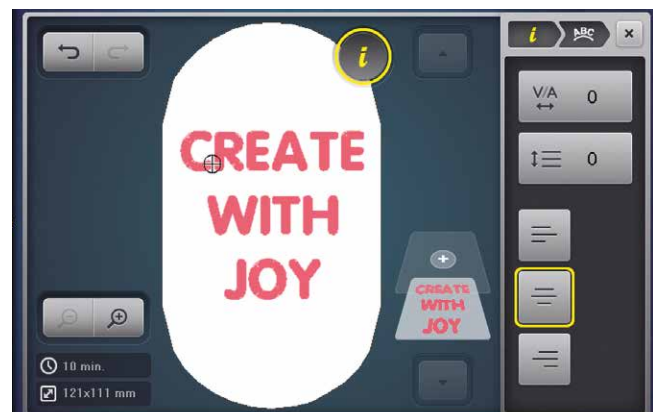 i
i
ABC
V/A
0
0
CREATE
WITH
JOY
CREATE
WITH
JOY
10 min.
121x111 mm